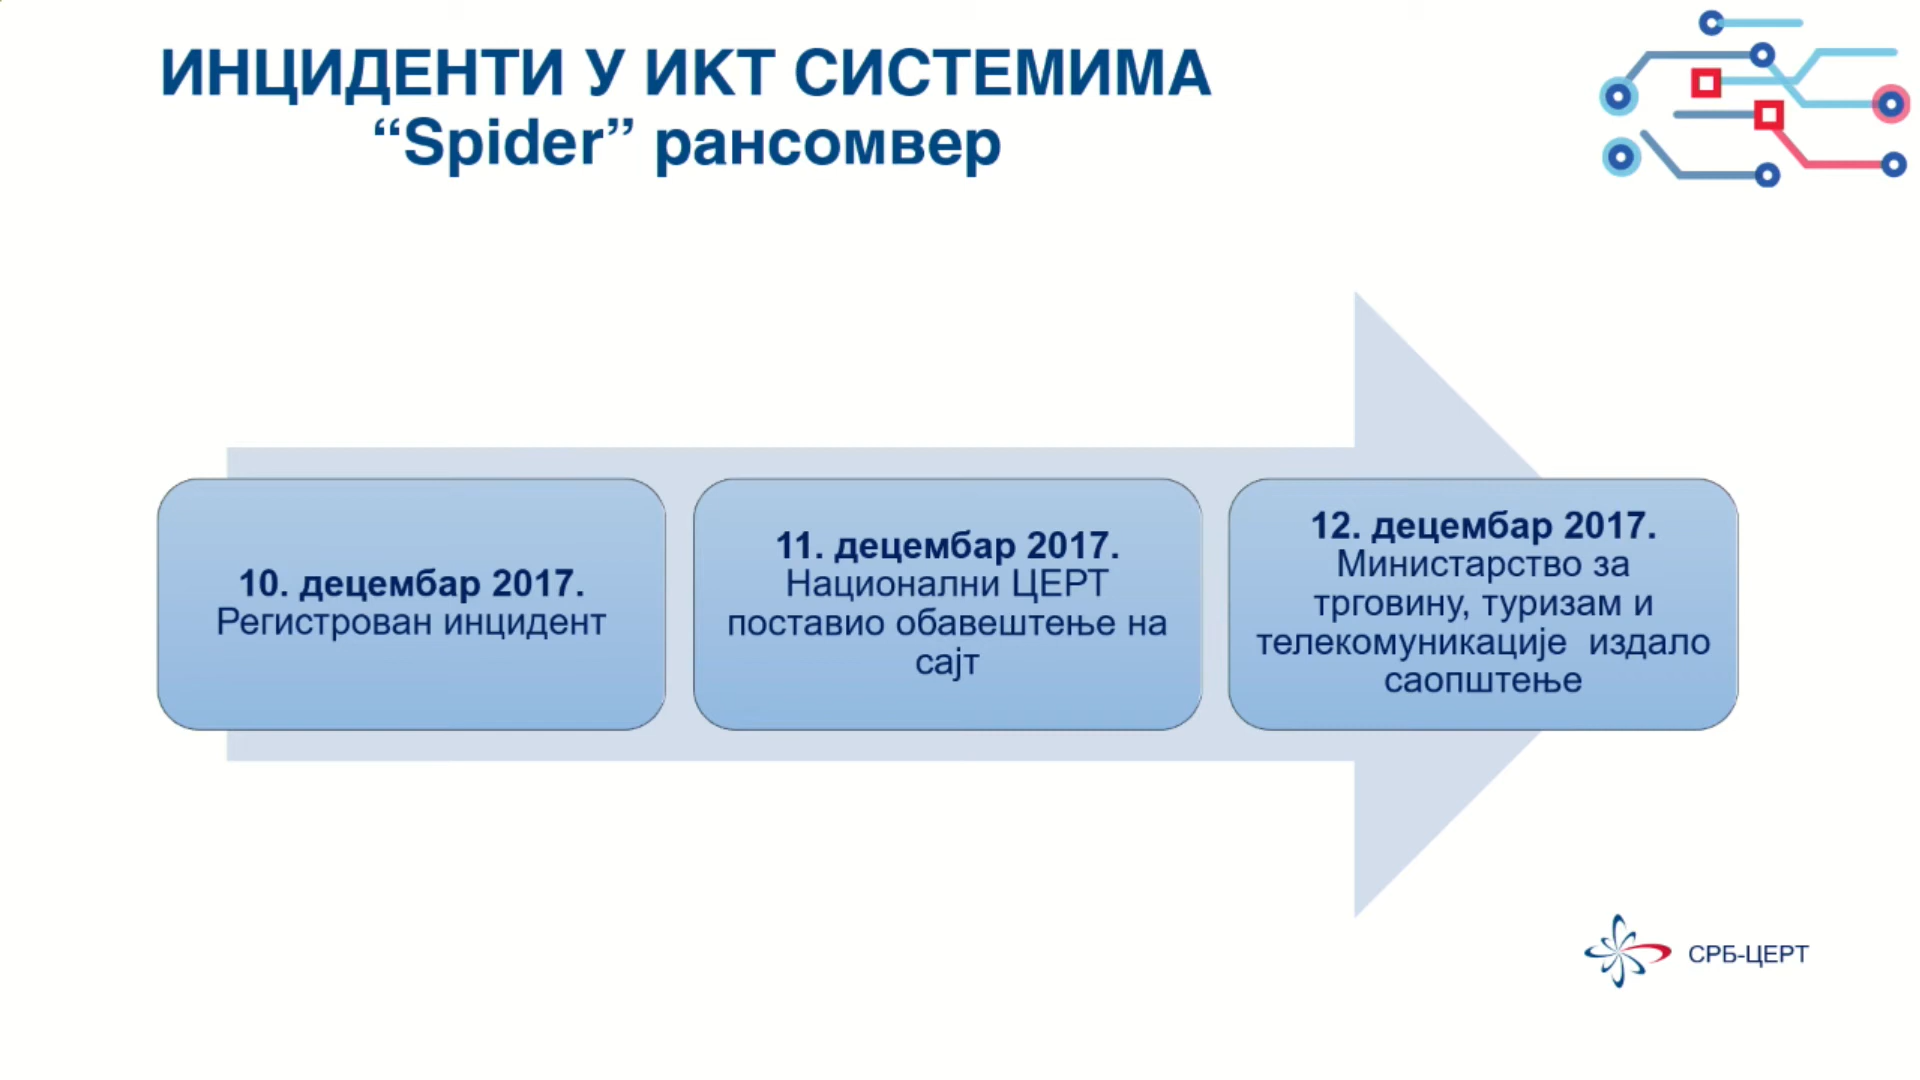 ИНЦИДЕНТИ У ИКТ СИСТЕМИМА
“Spider” рансомвер
10. децембар 2017.
Регистрован инцидент
11. децембар 2017.
Национални ЦЕРТ
поставио обавештење на
сајт
12. децембар 2017.
Министарство за
трговину, туризам и
телекомуникације издало
саопштење
СРБ-ЦЕРТ